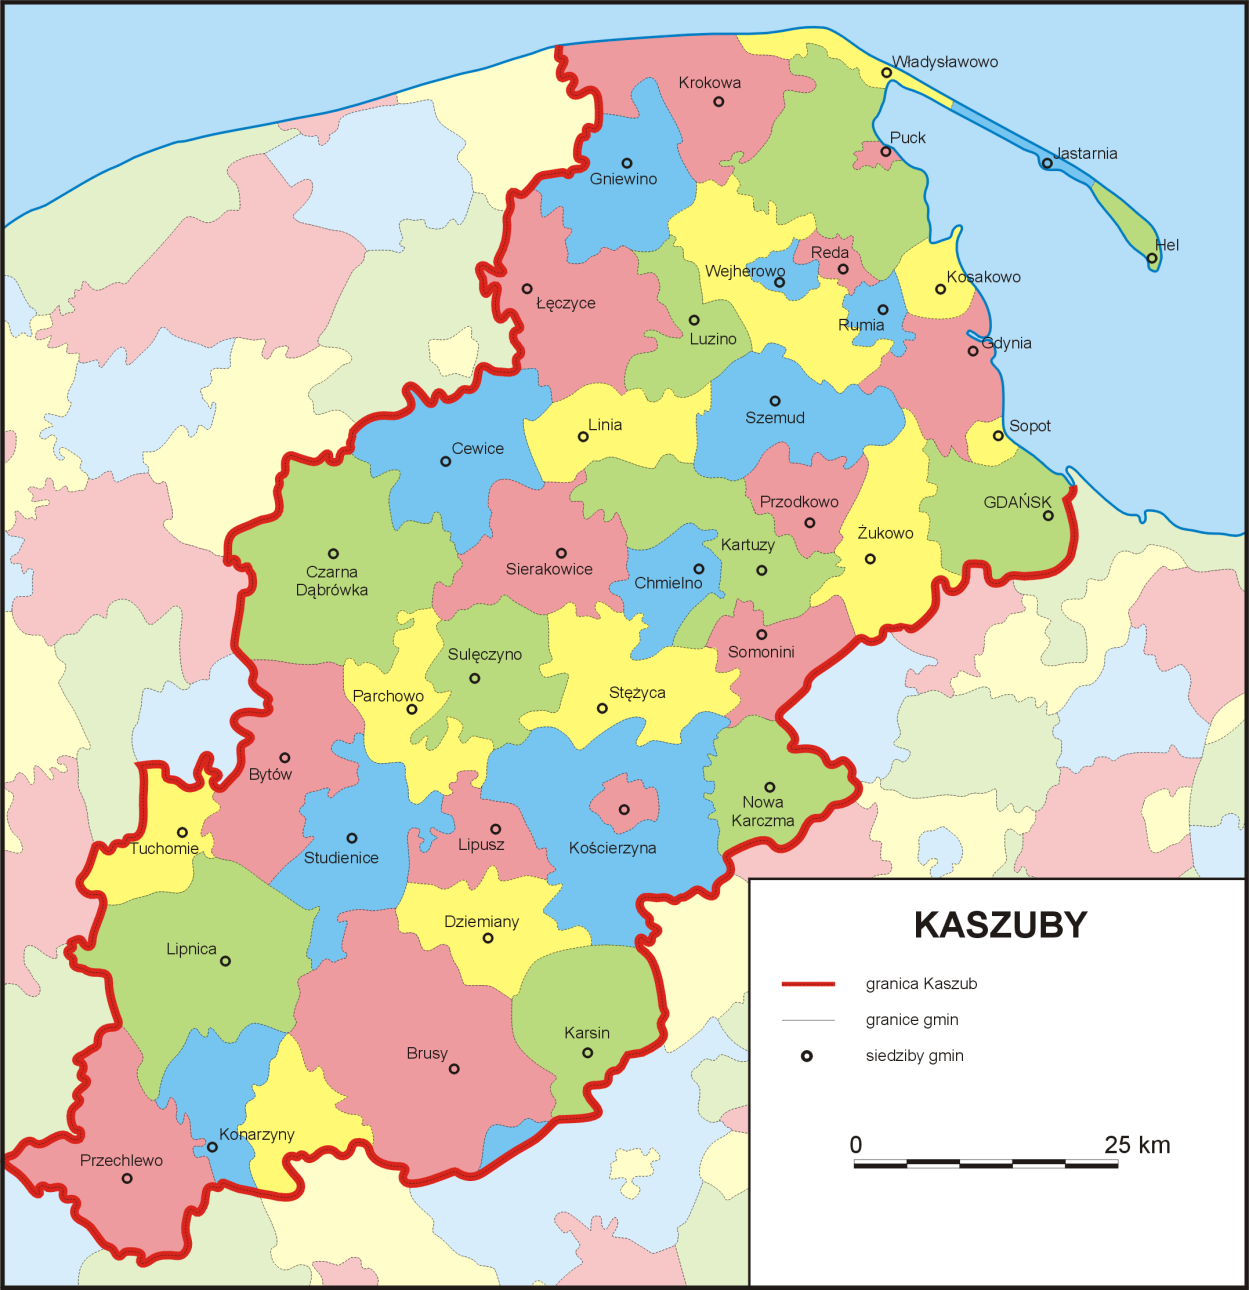 Władysławowo
Krokowa
Puck
Jastarnia
Gniewino
Hel
Reda
Wejherowo
Kosakowo
Łęczyce
Rumia
Luzino
Gdynia
Szemud
Linia
Sopot
Cewice
Przodkowo
GDAŃSK
Żukowo
Kartuzy
Sierakowice
Czarna
Dąbrówka
Chmielno
Somonini
Sulęczyno
Parchowo
Stężyca
Bytów
Nowa
Karczma
Tuchomie
Studienice
Lipusz
Kościerzyna
Dziemiany
Lipnica
Karsin
Brusy
Konarzyny
Przechlewo
KASZUBY
granica Kaszub
granice gmin
siedziby gmin
0 25 km